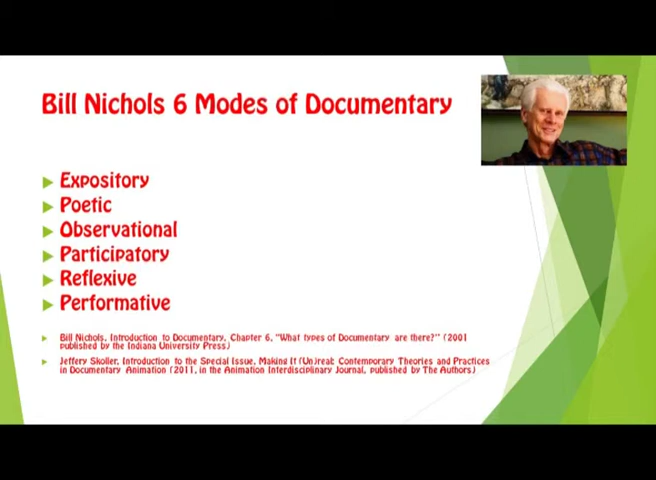 Bill Nichols 6 Modes of Documentary
Expository
Poetic
Observational
Participatory
Reflexive
Performative
Bill Nichols, Introduction to Documentary, Chapter 6, "What types of Documentary are there?" (2001
published by the Indiana University Press)
Jeffery Skoller, Introduction to the Special Issue, Making It (Un)real: Contemporary Theories and Practices
in Documentary Animation (2011, in the Animation Interdisciplinary Journal, published by The Authors)